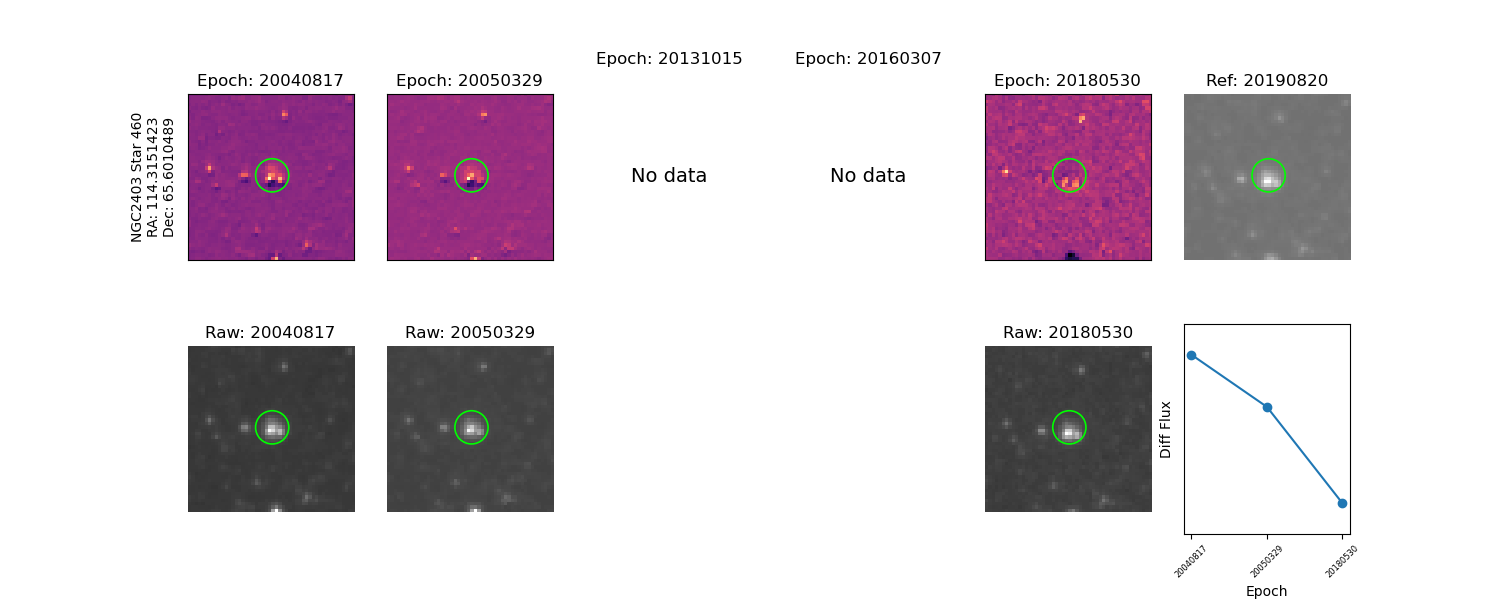 Epoch: 20040817
Epoch: 20050329
Epoch: 20131015
Epoch: 20160307
Epoch: 20180530
Ref: 20190820
NGC2403 Star 460
RA: 114.3151423
Dec: 65.6010489
No data
No data
Raw: 20040817
Raw: 20050329
Raw: 20180530
Diff Flux
20040817
20050329
20180530
Epoch